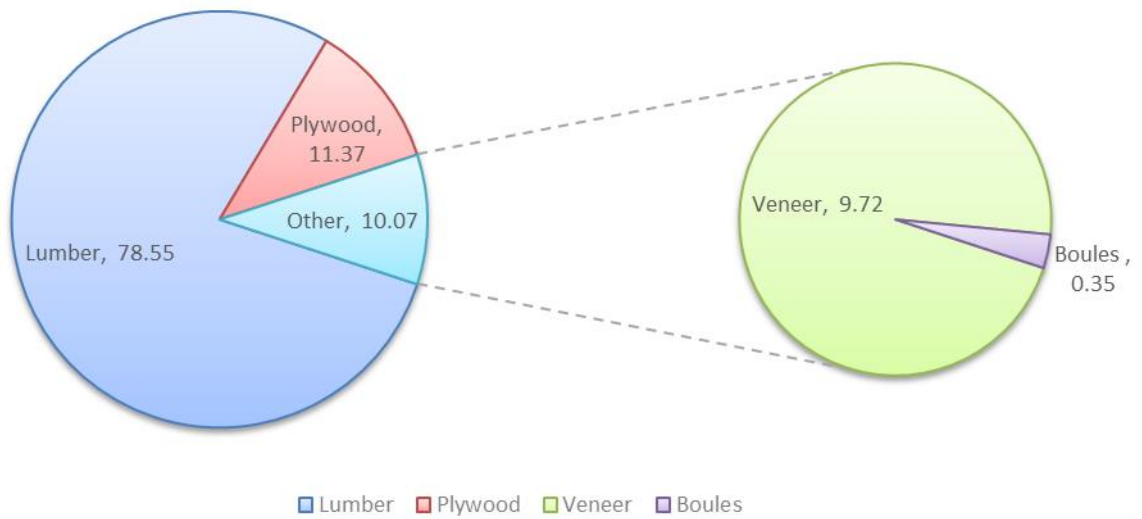 Plywood,
11.37
Other, 10.07
Lumber, 78.55
Veneer, 9.72
Boules ,
0.35
Lumber Plywood Veneer Boules